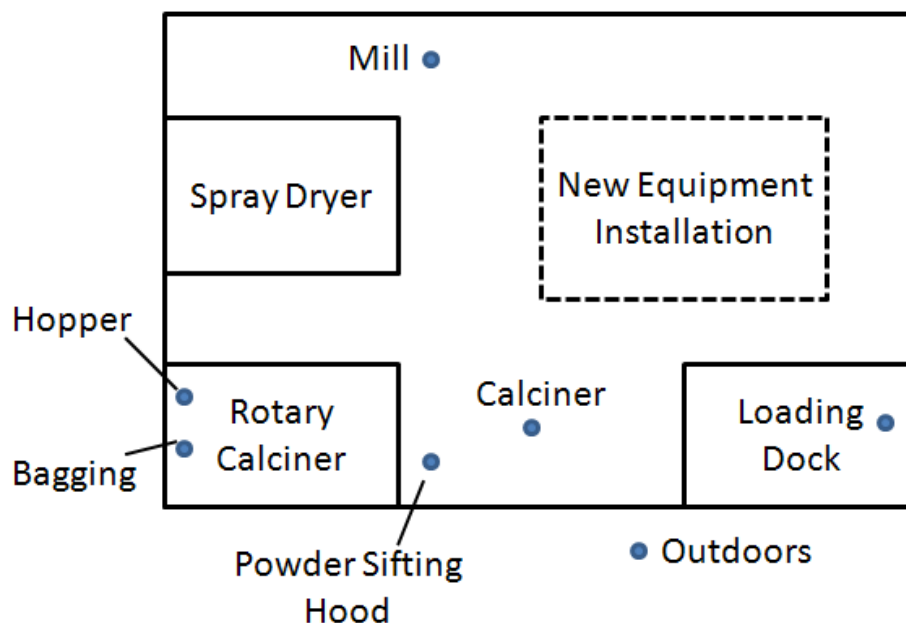 Mill
Spray Dryer
New Equipment
Installation
Hopper
Rotary
Calciner
Bagging
Calciner
Loading
Dock
Powder Sifting
Hood
Outdoors